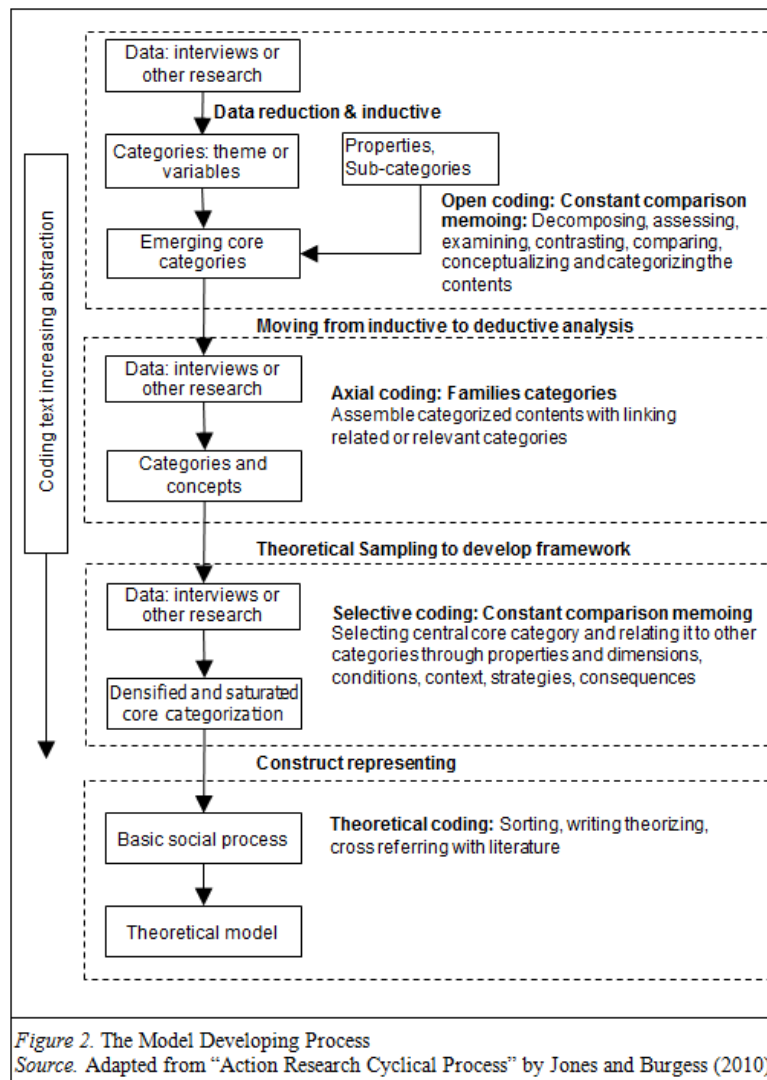 Data: interviews or
other research
Data reduction & inductive
Categories: theme or
variables
Properties,
Sub-categories
Open coding: Constant comparison
memoing: Decomposing, assessing,
examining, contrasting, comparing,
conceptualizing and categorizing the
contents
Emerging core
categories
Coding text increasing abstraction
Moving from inductive to deductive analysis
Data: interviews or
other research
Axial coding: Families categories
Assemble categorized contents with linking
related or relevant categories
Categories and
concepts
Theoretical Sampling to develop framework
Data: interviews or
other research
Selective coding: Constant comparison memoing
Selecting central core category and relating it to other
categories through properties and dimensions,
conditions, context, strategies, consequences
Densified and saturated
core categorization
Construct representing
Basic social process
Theoretical coding: Sorting, writing theorizing,
cross referring with literature
Theoretical model
Figure 2. The Model Developing Process
Source. Adapted from “Action Research Cyclical Process” by Jones and Burgess (2010)